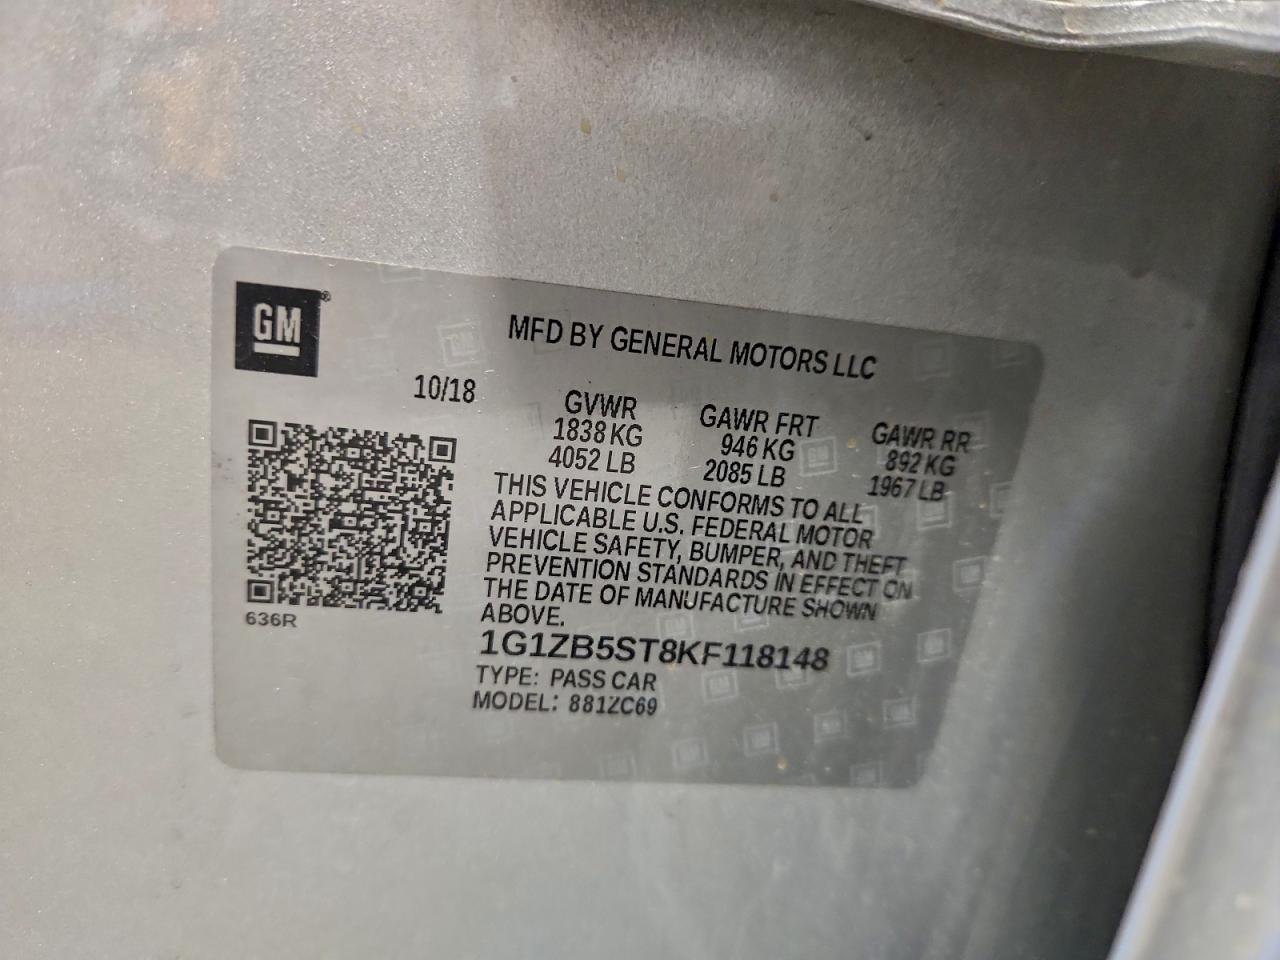 GM®
MFD BY GENERAL MOTORS LLC
10/18
GVWR GAWR FRT GAWR RR
1838 KG 946 KG 892 KG
4052 LB 2085 LB 1967 LB
THIS VEHICLE CONFORMS TO ALL
APPLICABLE U.S. FEDERAL MOTOR
VEHICLE SAFETY, BUMPER, AND THEFT
PREVENTION STANDARDS IN EFFECT ON
THE DATE OF MANUFACTURE SHOWN
ABOVE.
636R
1G1ZB5ST8KF118148
TYPE: PASS CAR
MODEL: 881ZC69